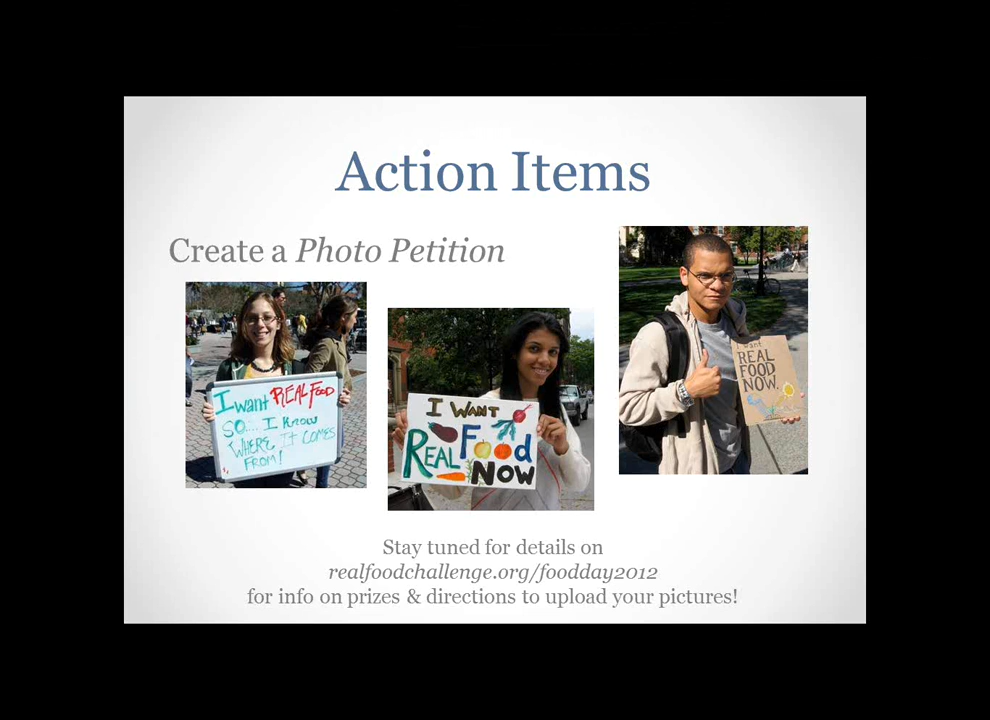 Action Items
Create a Photo Petition
I want REAL FOOD
SO... I KNOW
WHERE IT COMES
FROM!
I WANT
REAL Food
NOW
I want
REAL
FOOD
NOW.
Stay tuned for details on
realfoodchallenge.org/foodday2012
for info on prizes & directions to upload your pictures!